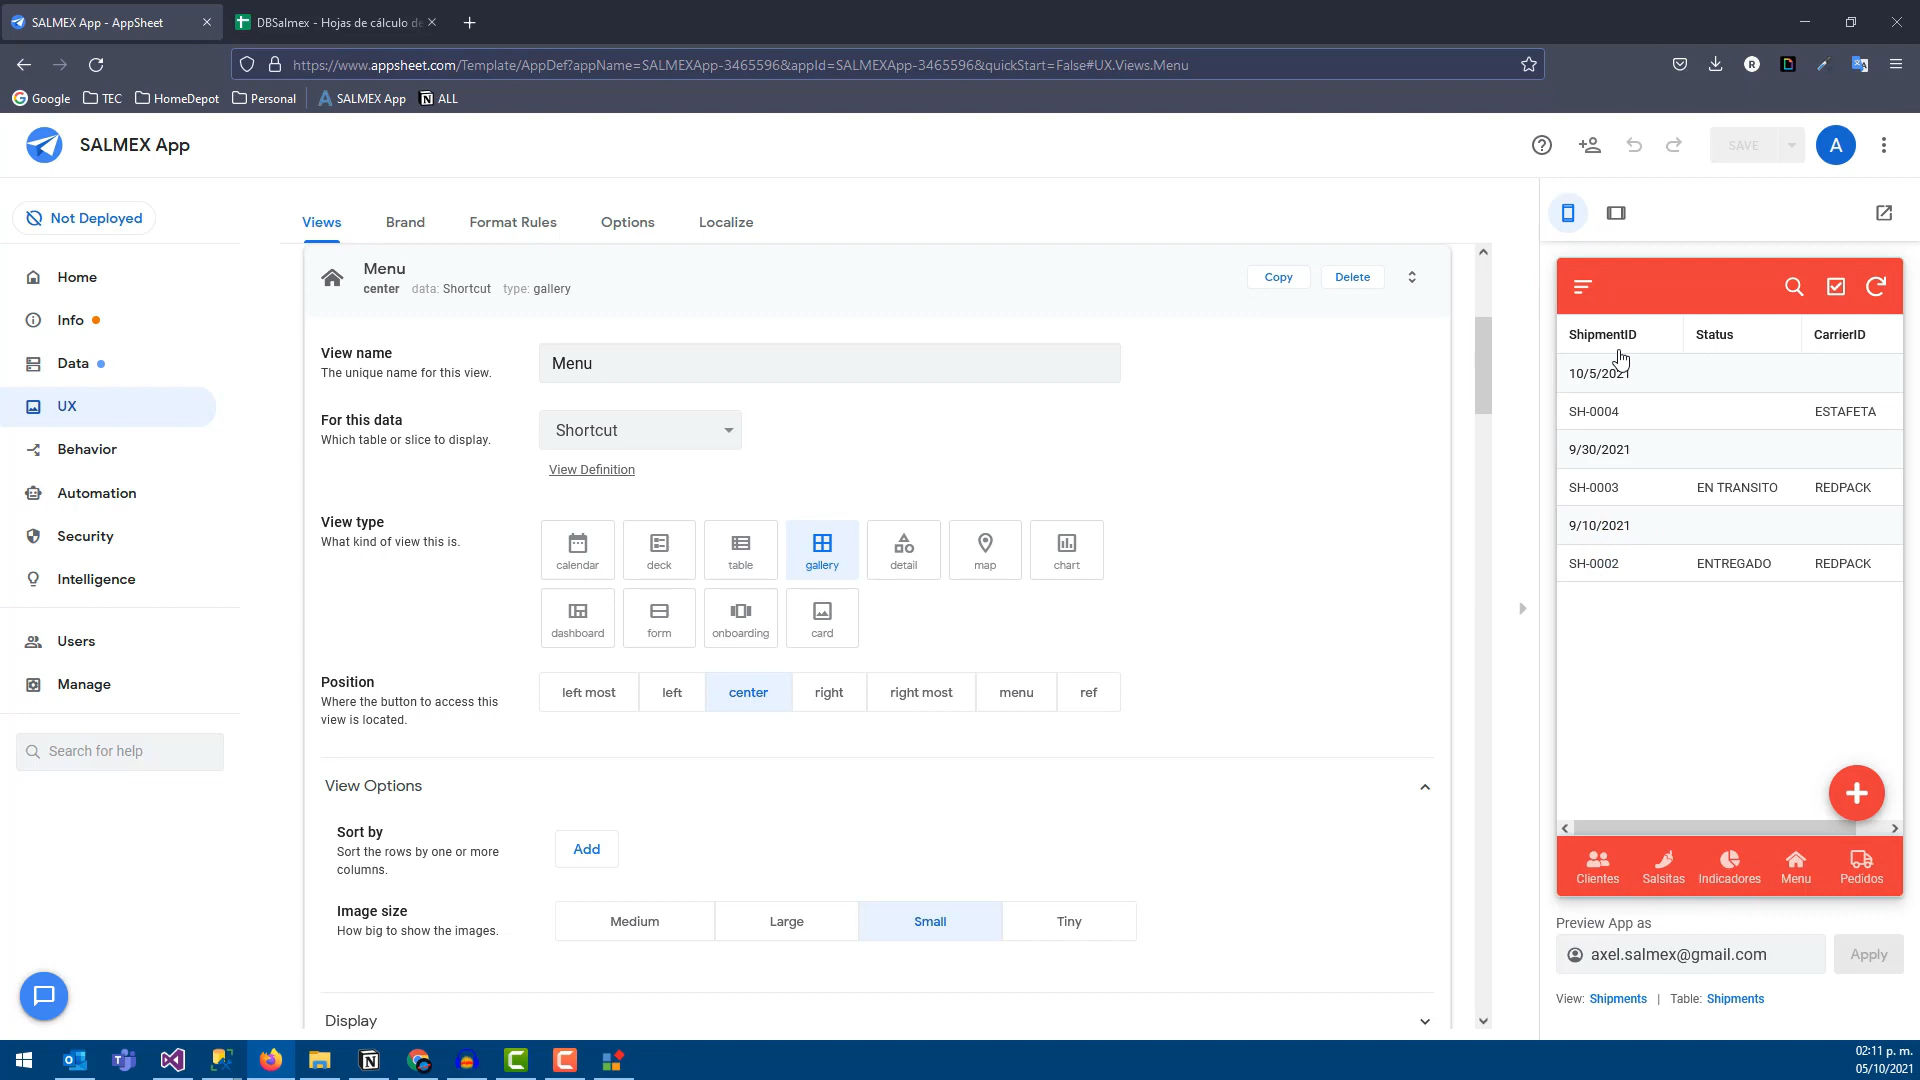 SALMEX App - AppSheet
DBSalmex - Hojas de cálculo de
https://www.appsheet.com/Template/AppDef?appName=SALMEXApp-3465596&appId=SALMEXApp-3465596&quickStart=False#UX.Views.Menu
Google TEC HomeDepot Personal SALMEX App ALL
SALMEX App
SAVE
A
Not Deployed
Views Brand Format Rules Options Localize
Home
Info
Data
UX
Behavior
Automation
Security
Intelligence
Users
Manage
Search for help
Menu
center data: Shortcut type: gallery
Copy Delete
View name
The unique name for this view.
Menu
For this data
Which table or slice to display.
Shortcut
View Definition
View type
What kind of view this is.
calendar deck table gallery detail map chart
dashboard form onboarding card
Position
Where the button to access this
view is located.
left most left center right right most menu ref
View Options
Sort by
Sort the rows by one or more
columns.
Add
Image size
How big to show the images.
Medium Large Small Tiny
Display
ShipmentID Status CarrierID
10/5/2021
SH-0004 ESTAFETA
9/30/2021
SH-0003 EN TRANSITO REDPACK
9/10/2021
SH-0002 ENTREGADO REDPACK
Clientes Salsitas Indicadores Menu Pedidos
Preview App as
axel.salmex@gmail.com
Apply
View: Shipments | Table: Shipments
02:11 p. m.
05/10/2021